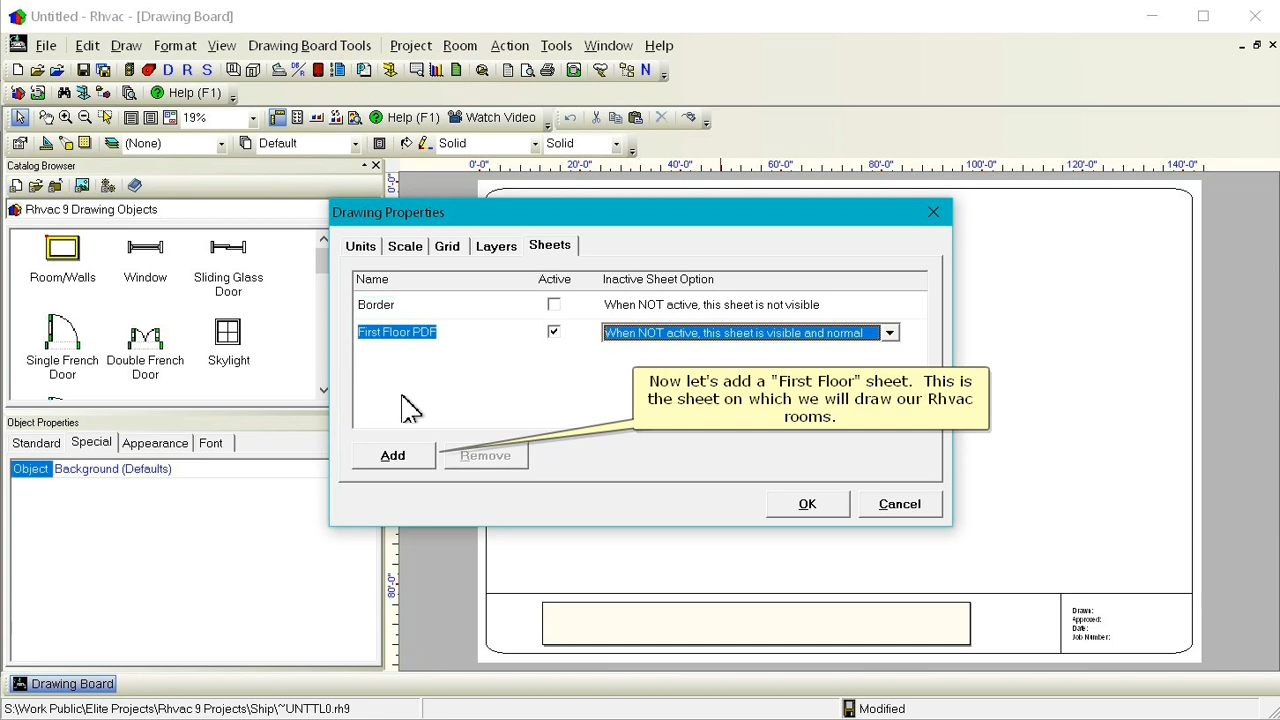 Untitled - Rhvac - [Drawing Board]
File Edit Draw Format View Drawing Board Tools Project Room Action Tools Window Help
D R S N
Help (F1)
19% Help (F1) Watch Video
(None) Default Solid Solid
Catalog Browser
Rhvac 9 Drawing Objects
Room/Walls Window Sliding Glass Door
Single French Door Double French Door Skylight
Object Properties
Standard Special Appearance Font
Object Background (Defaults)
0'-0" 20'-0" 40'-0" 60'-0" 80'-0" 100'-0" 120'-0" 140'-0"
0'-0"
80'-0"
Drawing Properties
Units Scale Grid Layers Sheets
Name Active Inactive Sheet Option
Border When NOT active, this sheet is not visible
First Floor PDF When NOT active, this sheet is visible and normal
Now let's add a "First Floor" sheet. This is
the sheet on which we will draw our Rhvac
rooms.
Add Remove
OK Cancel
Drawn:
Approved:
Date:
Job Number:
Drawing Board
S:\Work Public\Elite Projects\Rhvac 9 Projects\Ship\~UNTTL0.rh9 Modified